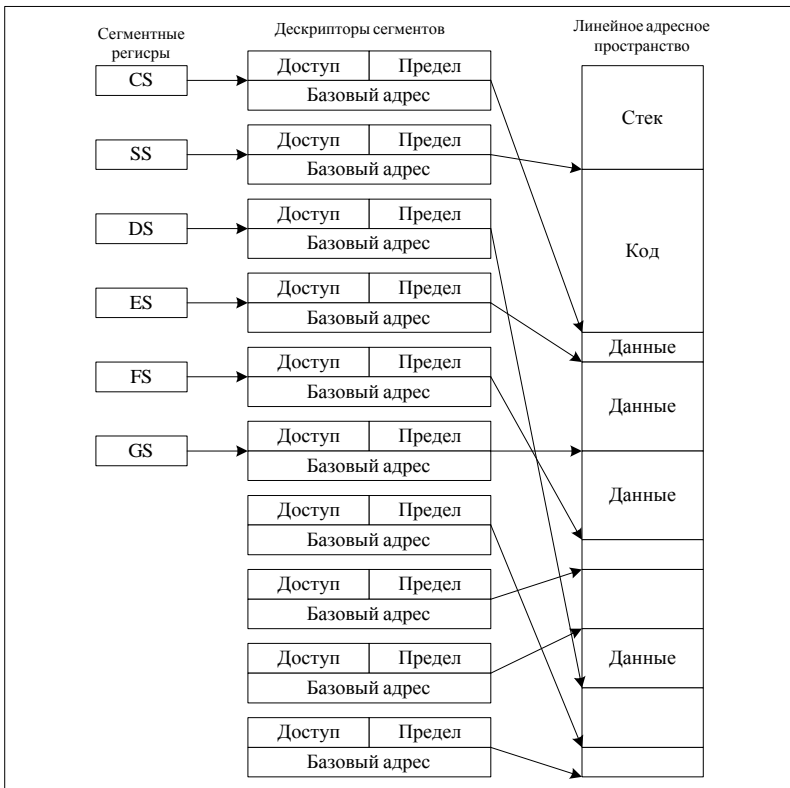 Сегментные
регисры
Дескрипторы сегментов
Линейное адресное
пространство
CS
Доступ Предел
Базовый адрес
Стек
SS
Доступ Предел
Базовый адрес
DS
Доступ Предел
Базовый адрес
Код
ES
Доступ Предел
Базовый адрес
Данные
FS
Доступ Предел
Базовый адрес
Данные
GS
Доступ Предел
Базовый адрес
Данные
Доступ Предел
Базовый адрес
Доступ Предел
Базовый адрес
Доступ Предел
Базовый адрес
Данные
Доступ Предел
Базовый адрес